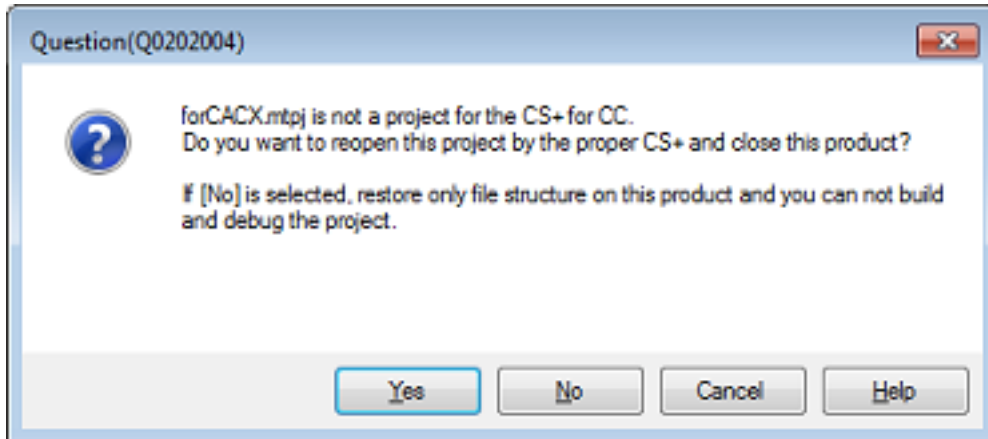 Question(Q0202004)
forCACX.mtpj is not a project for the CS+ for CC.
Do you want to reopen this project by the proper CS+ and close this product?
If [No] is selected, restore only file structure on this product and you can not build
and debug the project.
Yes No Cancel Help